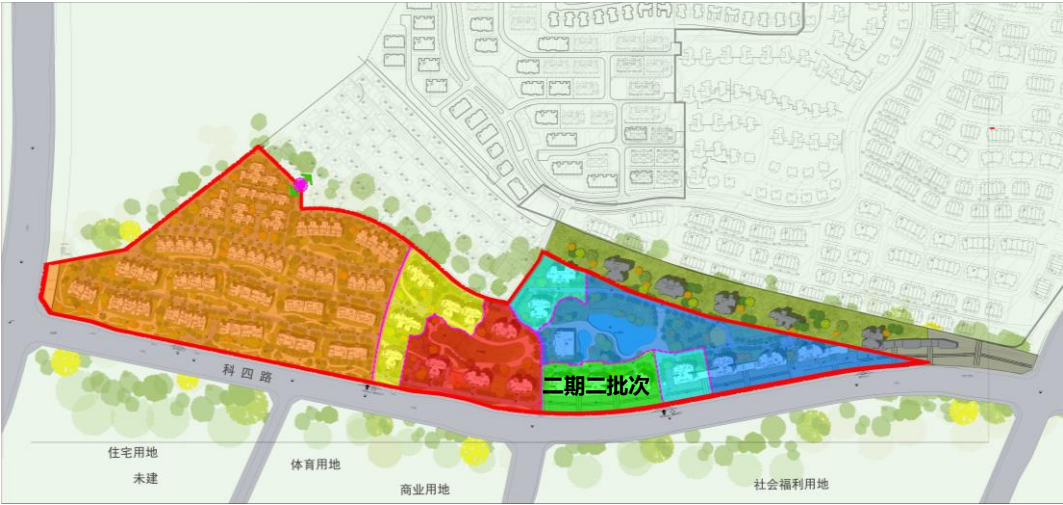 科四路
二期二批次
住宅用地
未建
体育用地
商业用地
社会福利用地